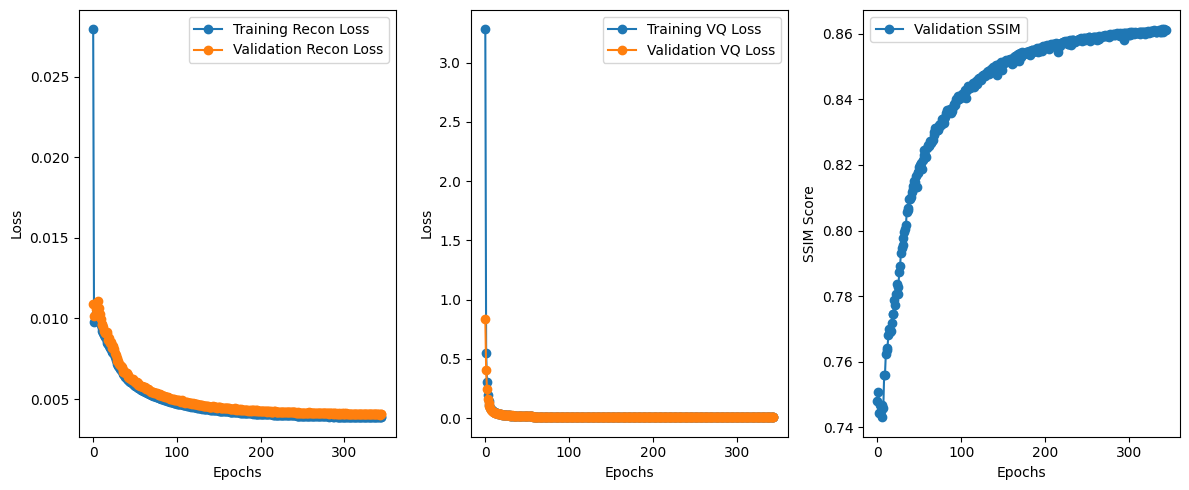 Training Recon Loss
Validation Recon Loss
0.025
0.020
0.015
0.010
0.005
Loss
0
100
200
300
Epochs
Training VQ Loss
Validation VQ Loss
3.0
2.5
2.0
1.5
1.0
0.5
0.0
Loss
0
100
200
300
Epochs
Validation SSIM
0.86
0.84
0.82
0.80
0.78
0.76
0.74
SSIM Score
0
100
200
300
Epochs